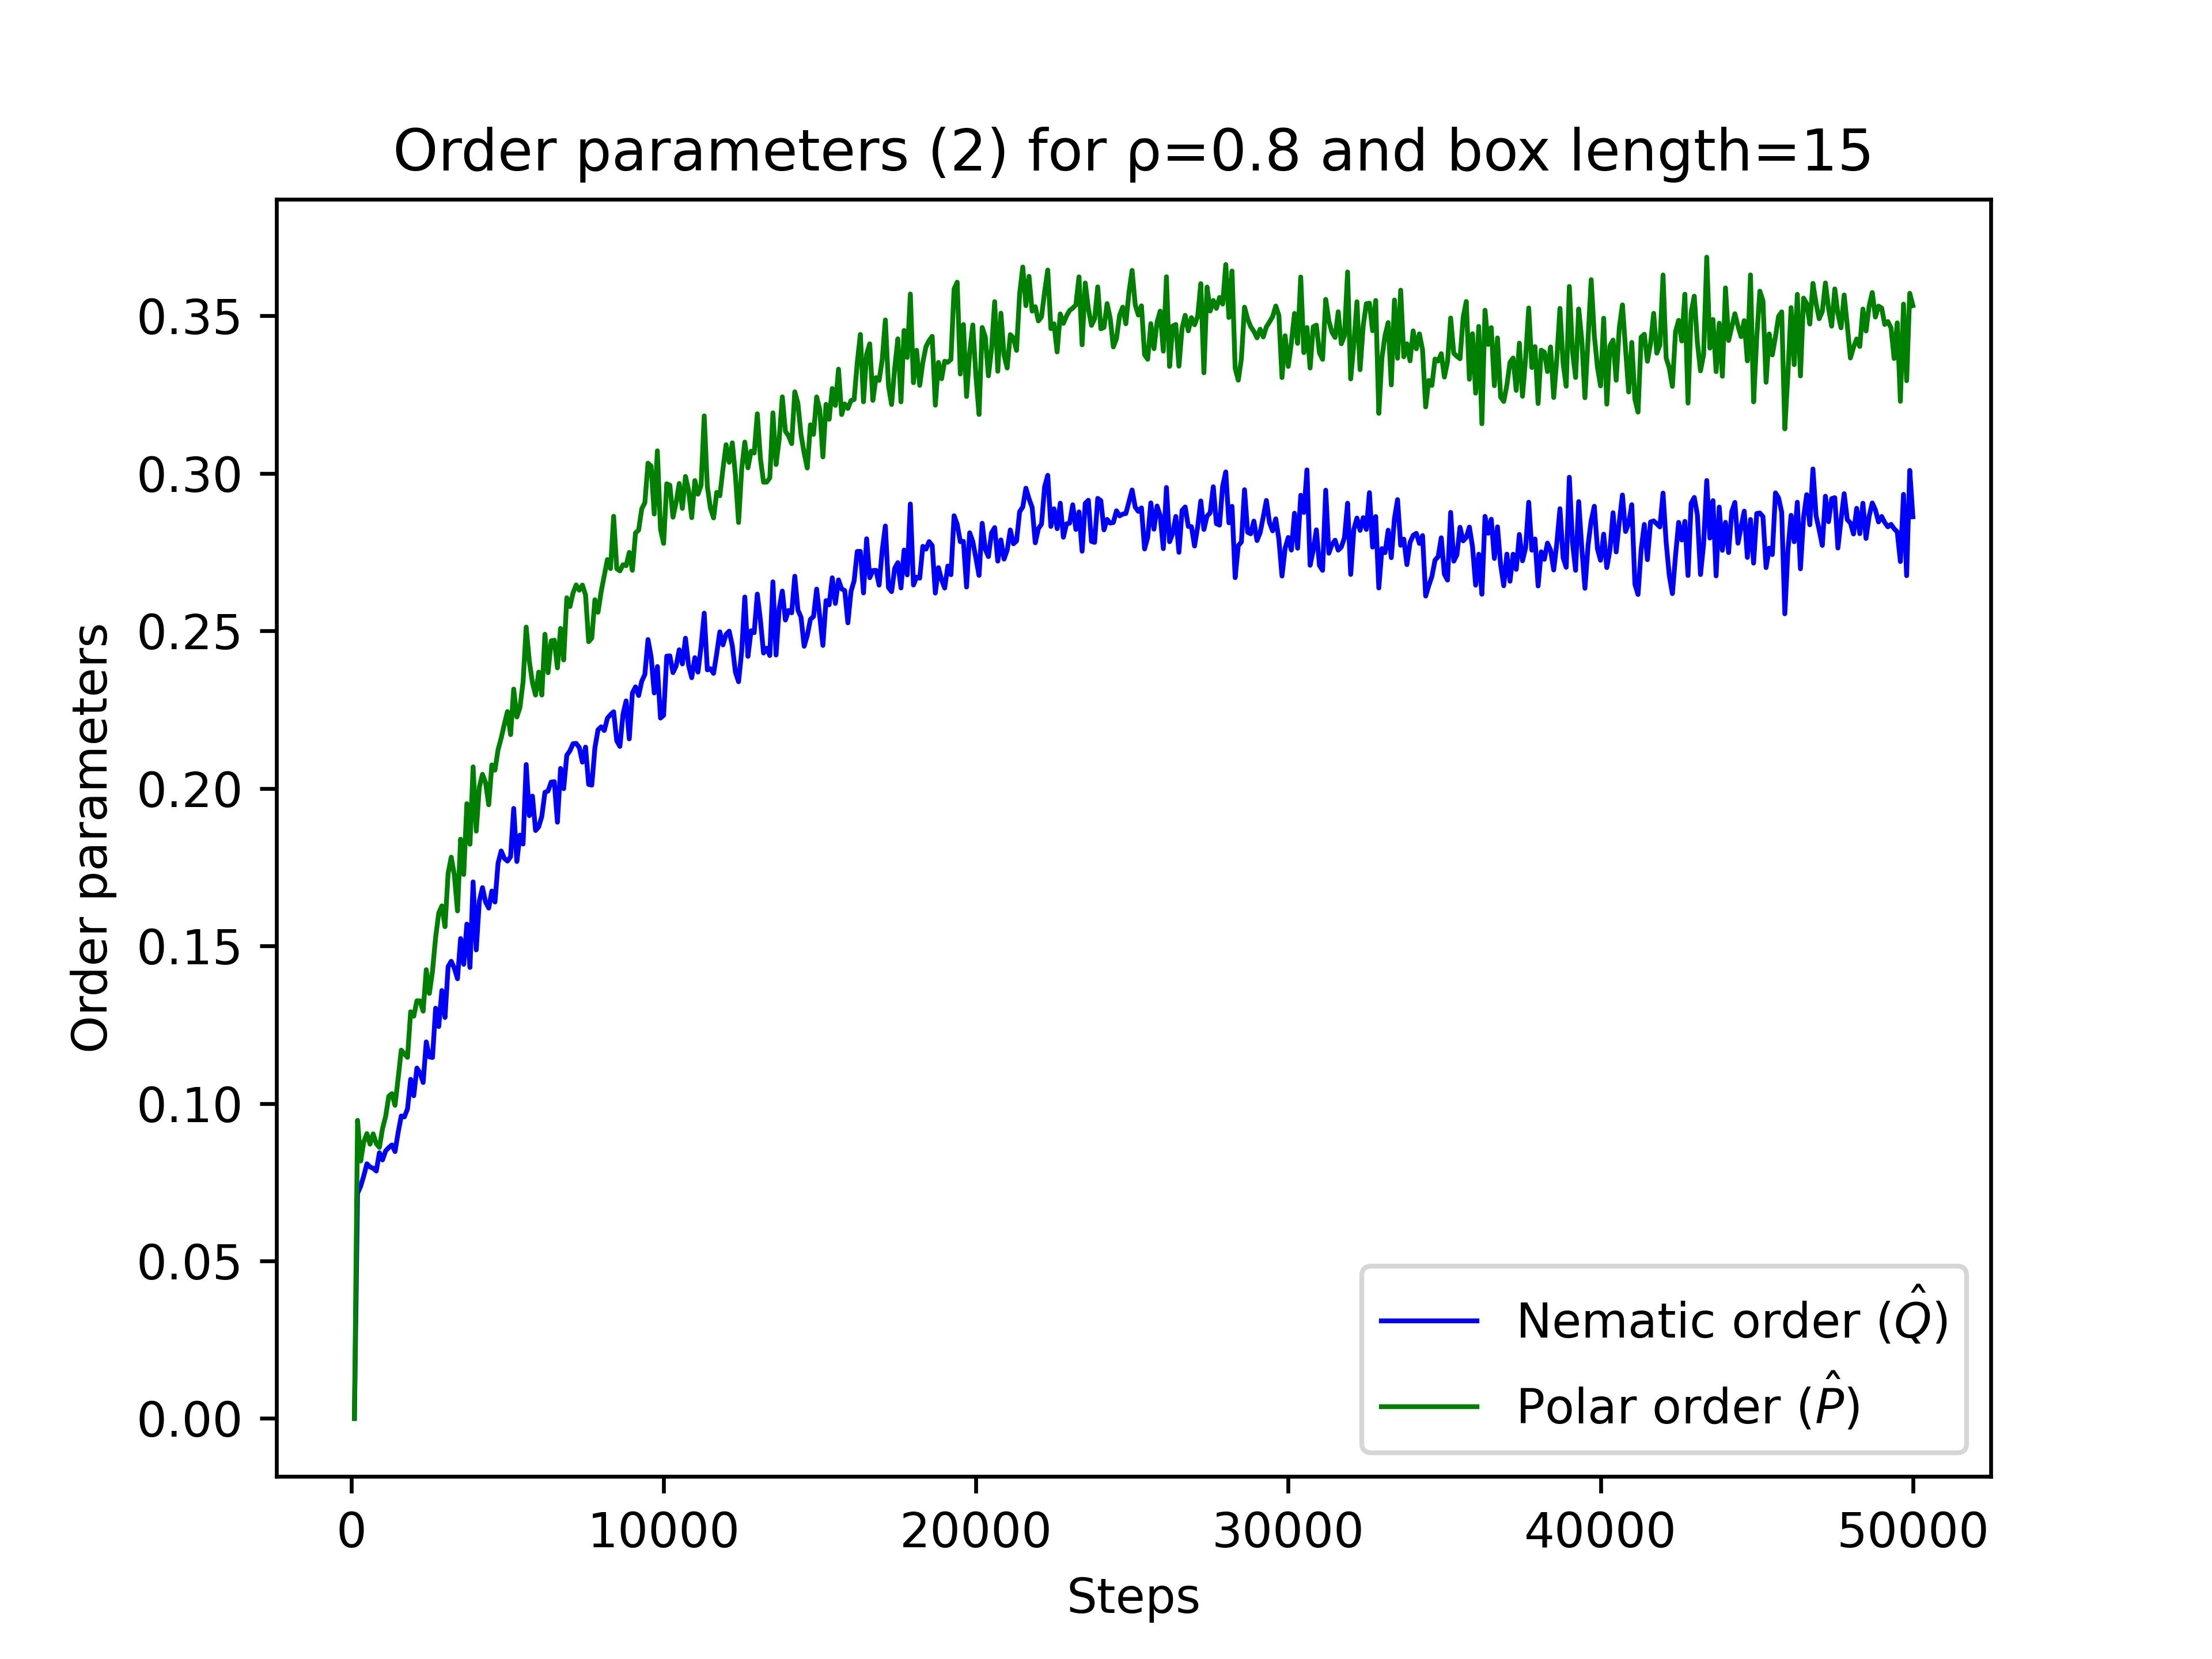 Order parameters (2) for ρ=0.8 and box length=15
Order parameters
0.35
0.30
0.25
0.20
0.15
0.10
0.05
0.00
Nematic order (Q̂)
Polar order (P̂)
0 10000 20000 30000 40000 50000
Steps